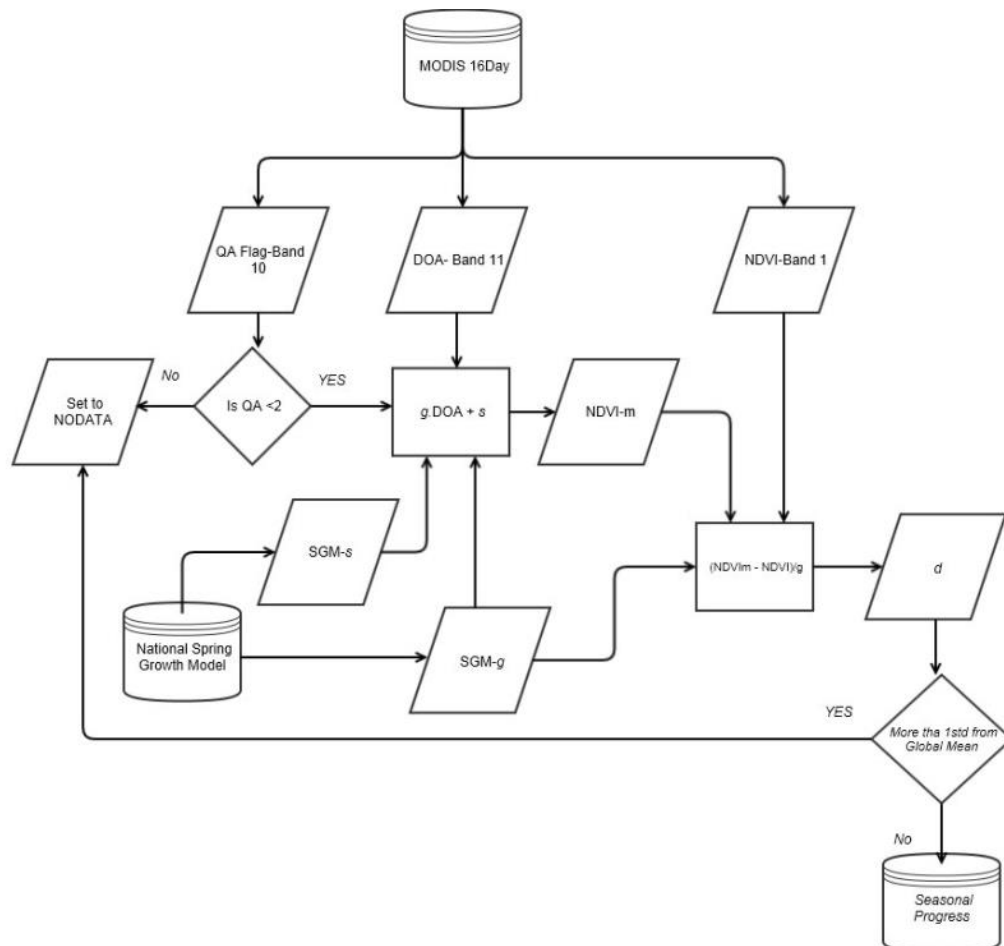 MODIS 16Day
QA Flag-Band
10
DOA- Band 11
NDVI-Band 1
No
YES
Set to
NODATA
Is QA <2
g.DOA + s
NDVI-m
SGM-s
(NDVIm - NDVI)/g
d
National Spring
Growth Model
SGM-g
YES
More tha 1std from
Global Mean
No
Seasonal
Progress